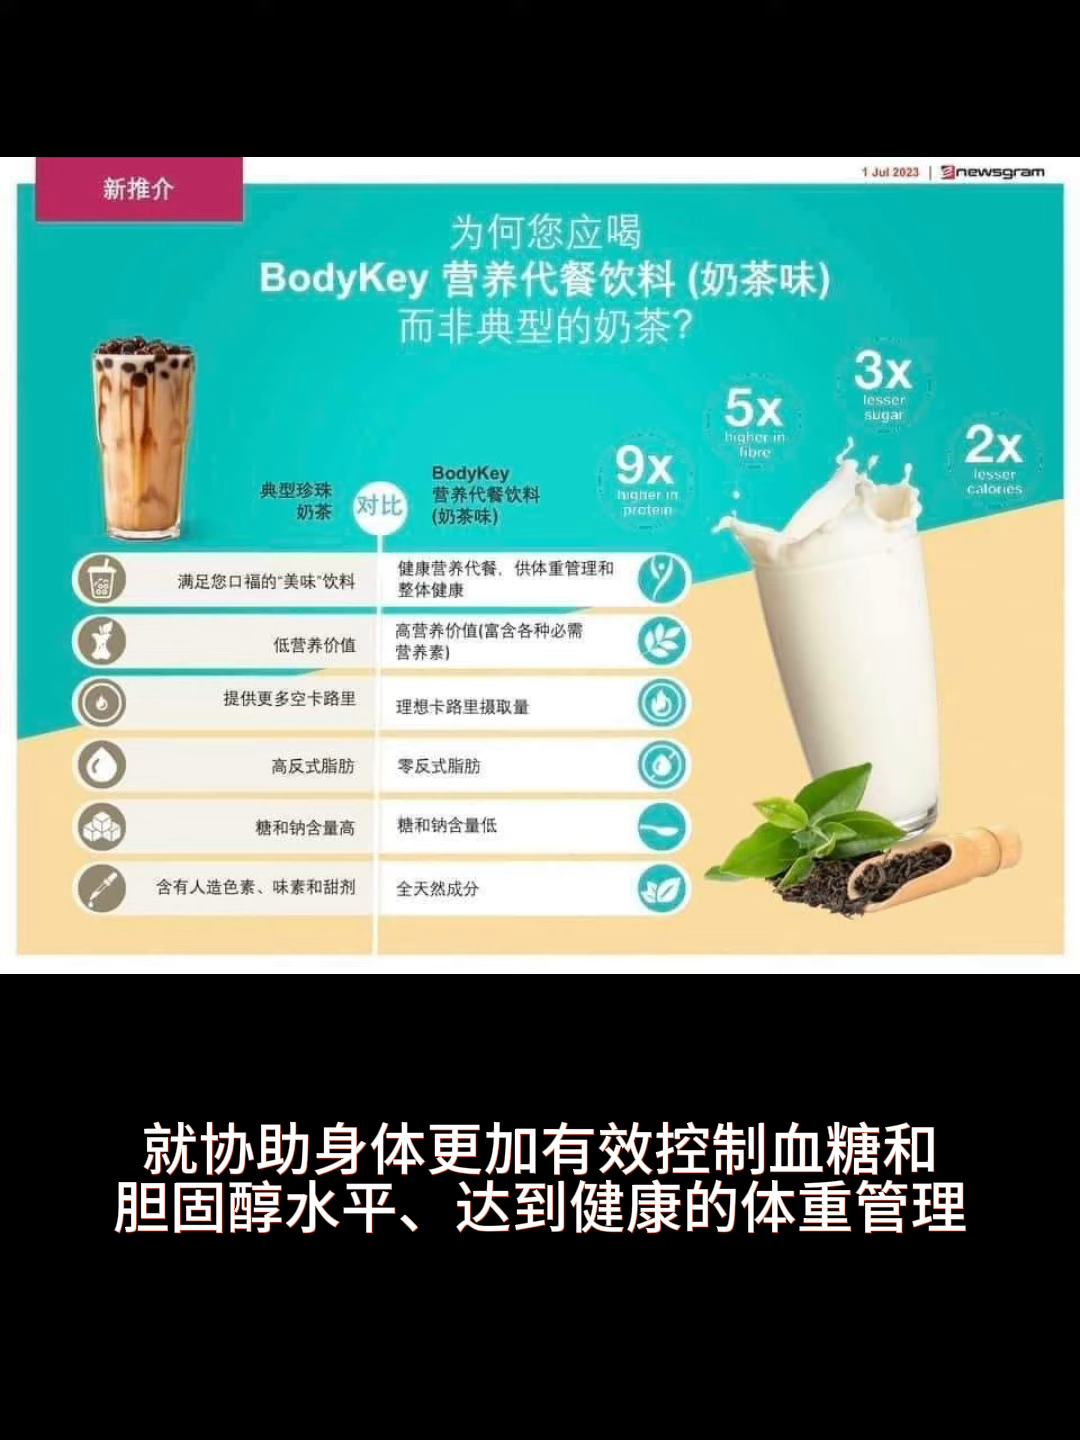 新推介
1 Jul 2023 | enewsgram
为何您应喝
BodyKey 营养代餐饮料 (奶茶味)
而非典型的奶茶?
3x
lesser
sugar
5x
higher in
fibre
2x
lesser
calories
9x
higher in
protein
典型珍珠
奶茶
对比
BodyKey
营养代餐饮料
(奶茶味)
满足您口福的“美味”饮料
健康营养代餐，供体重管理和
整体健康
低营养价值
高营养价值(富含各种必需
营养素)
提供更多空卡路里
理想卡路里摄取量
高反式脂肪
零反式脂肪
糖和钠含量高
糖和钠含量低
含有人造色素、味素和甜剂
全天然成分
就协助身体更加有效控制血糖和
胆固醇水平、达到健康的体重管理